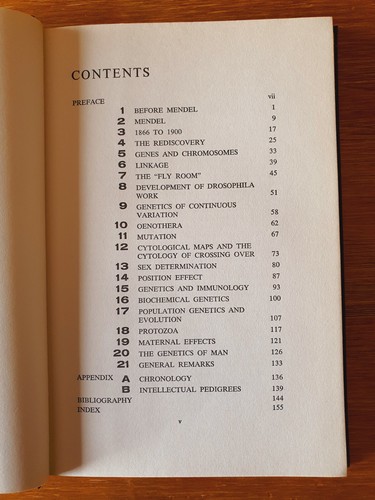 CONTENTS
PREFACE vii
1 BEFORE MENDEL 1
2 MENDEL 9
3 1866 TO 1900 17
4 THE REDISCOVERY 25
5 GENES AND CHROMOSOMES 33
6 LINKAGE 39
7 THE "FLY ROOM" 45
8 DEVELOPMENT OF DROSOPHILA
WORK 51
9 GENETICS OF CONTINUOUS
VARIATION 58
10 OENOTHERA 62
11 MUTATION 67
12 CYTOLOGICAL MAPS AND THE
CYTOLOGY OF CROSSING OVER 73
13 SEX DETERMINATION 80
14 POSITION EFFECT 87
15 GENETICS AND IMMUNOLOGY 93
16 BIOCHEMICAL GENETICS 100
17 POPULATION GENETICS AND
EVOLUTION 107
18 PROTOZOA 117
19 MATERNAL EFFECTS 121
20 THE GENETICS OF MAN 126
21 GENERAL REMARKS 133
APPENDIX A CHRONOLOGY 136
B INTELLECTUAL PEDIGREES 139
BIBLIOGRAPHY 144
INDEX 155
v